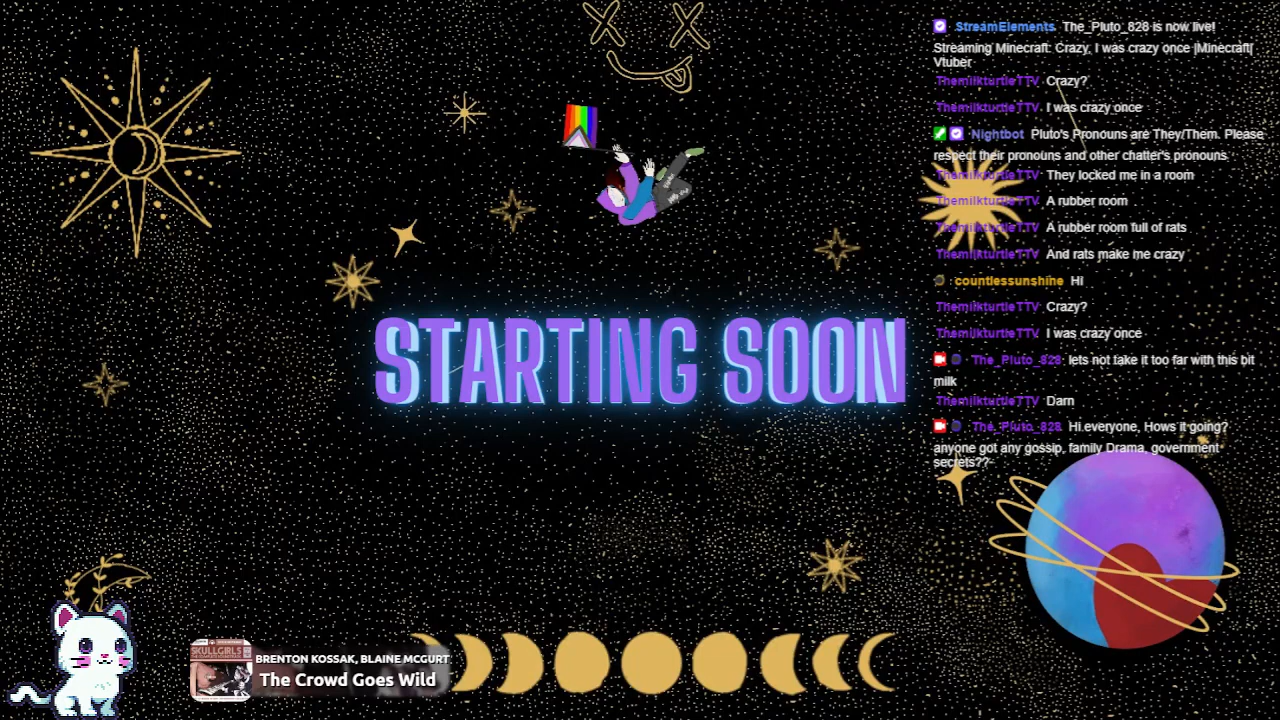 StreamElements The_Pluto_828 is now live!
Streaming Minecraft: Crazy, I was crazy once |Minecraft|
Vtuber
ThemilkturtleTTV Crazy?
ThemilkturtleTTV I was crazy once
Nightbot Pluto's Pronouns are They/Them. Please
respect their pronouns and other chatter's pronouns
ThemilkturtleTTV They locked me in a room
ThemilkturtleTTV A rubber room
ThemilkturtleTTV A rubber room full of rats
ThemilkturtleTTV And rats make me crazy
countlessunshine Hi
ThemilkturtleTTV Crazy?
ThemilkturtleTTV I was crazy once
The_Pluto_828 lets not take it too far with this bit
milk
ThemilkturtleTTV Darn
The_Pluto_828 Hi everyone, Hows it going?
anyone got any gossip, family Drama, government
secrets??
STARTING SOON
SKULLGIRLS
BRENTON KOSSAK, BLAINE MCGURT
The Crowd Goes Wild